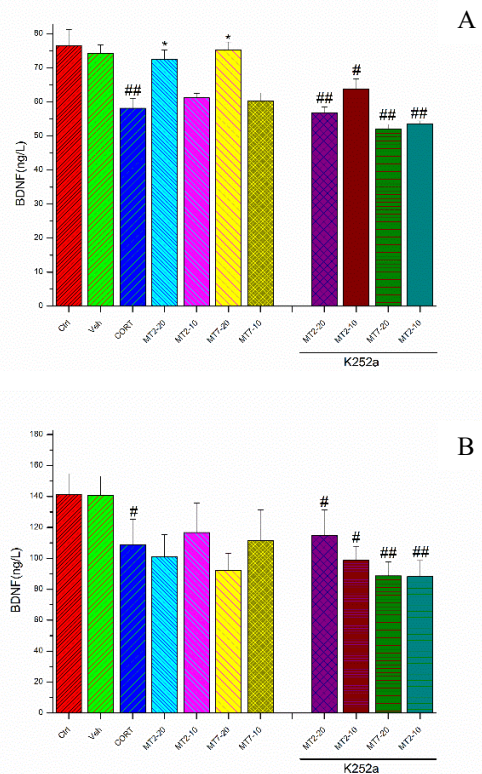 A
80
70
60
50
40
30
20
10
0
BDNF(ng/L)
##
*
*
##
#
##
##
Ctrl
Veh
CORT
MT2-20
MT2-10
MT7-20
MT7-10
MT2-20
MT2-10
MT7-20
MT2-10
K252a
B
180
160
140
120
100
80
60
40
20
0
BDNF(ng/L)
#
#
#
##
##
Ctrl
Veh
CORT
MT2-20
MT2-10
MT7-20
MT7-10
MT2-20
MT2-10
MT7-20
MT2-10
K252a